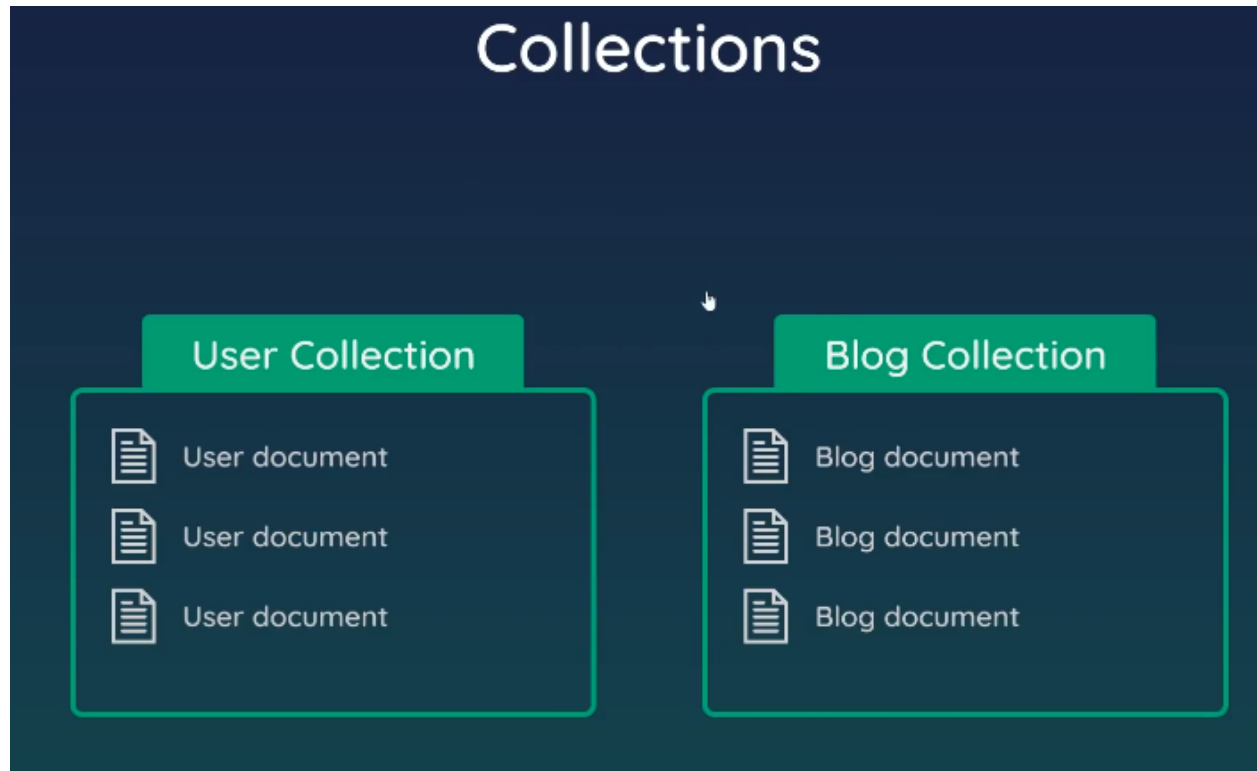 Collections
User Collection
User document
User document
User document
Blog Collection
Blog document
Blog document
Blog document